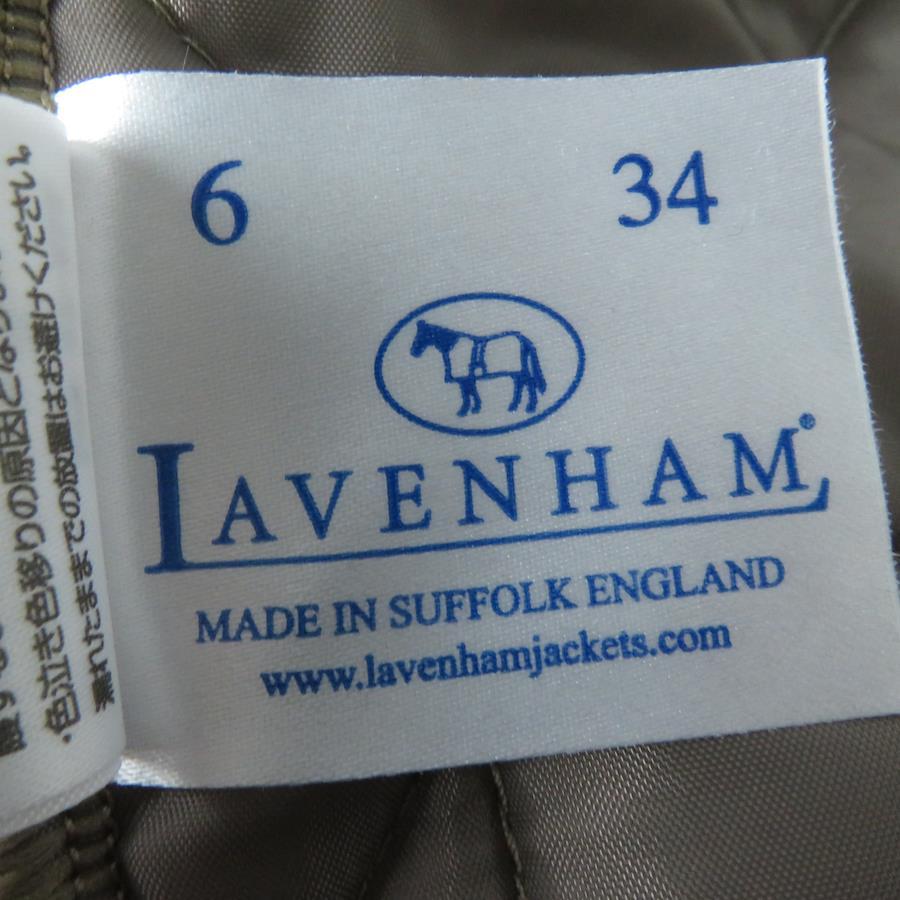 6 34
LAVENHAM®
MADE IN SUFFOLK ENGLAND
www.lavenhamjackets.com
色移りの原因となり
・色泣き
濡れたままでの放置はお避けください